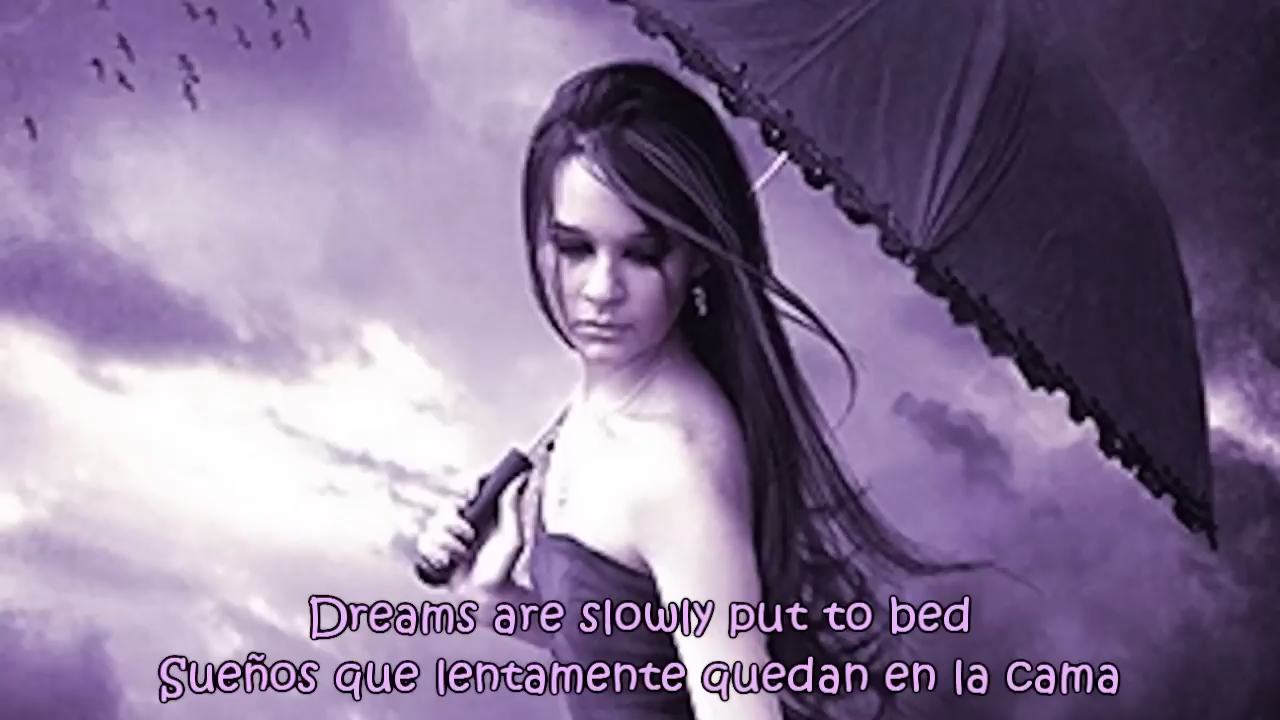 Dreams are slowly put to bed
Sueños que lentamente quedan en la cama